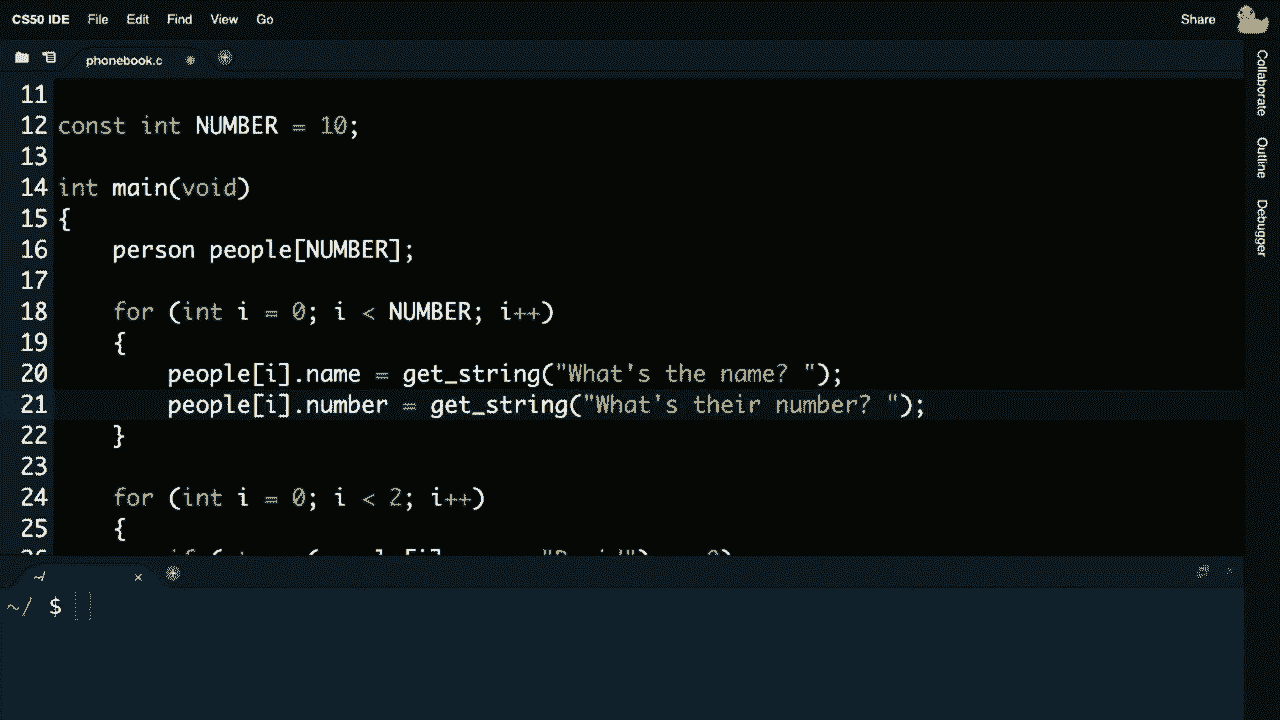 CS50 IDE File Edit Find View Go Share
phonebook.c
Collaborate
Outline
Debugger
11
12 const int NUMBER = 10;
13
14 int main(void)
15 {
16 person people[NUMBER];
17
18 for (int i = 0; i < NUMBER; i++)
19 {
20 people[i].name = get_string("What's the name? ");
21 people[i].number = get_string("What's their number? ");
22 }
23
24 for (int i = 0; i < 2; i++)
25 {
~/
~/ $